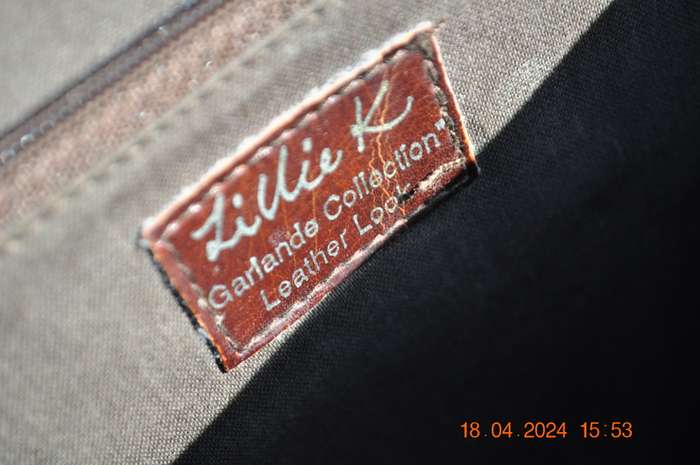 Lillie K
Garlande Collection"
Leather Look
18.04.2024 15:53